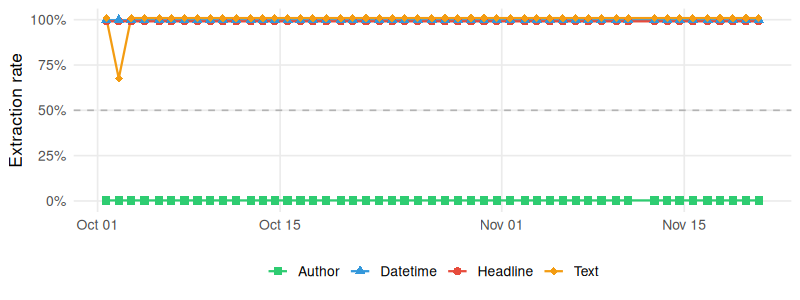 100%
75%
50%
25%
0%
Extraction rate
Oct 01 Oct 15 Nov 01 Nov 15
Author Datetime Headline Text